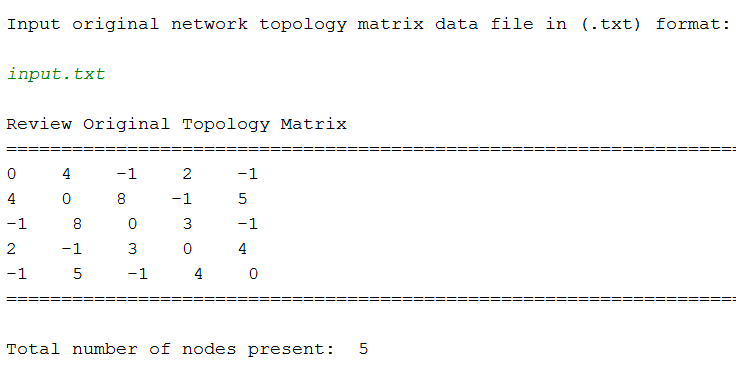 Input original network topology matrix data file in (.txt) format:
input.txt
Review Original Topology Matrix
=====================================================================
0 4 -1 2 -1
4 0 8 -1 5
-1 8 0 3 -1
2 -1 3 0 4
-1 5 -1 4 0
=====================================================================
Total number of nodes present: 5